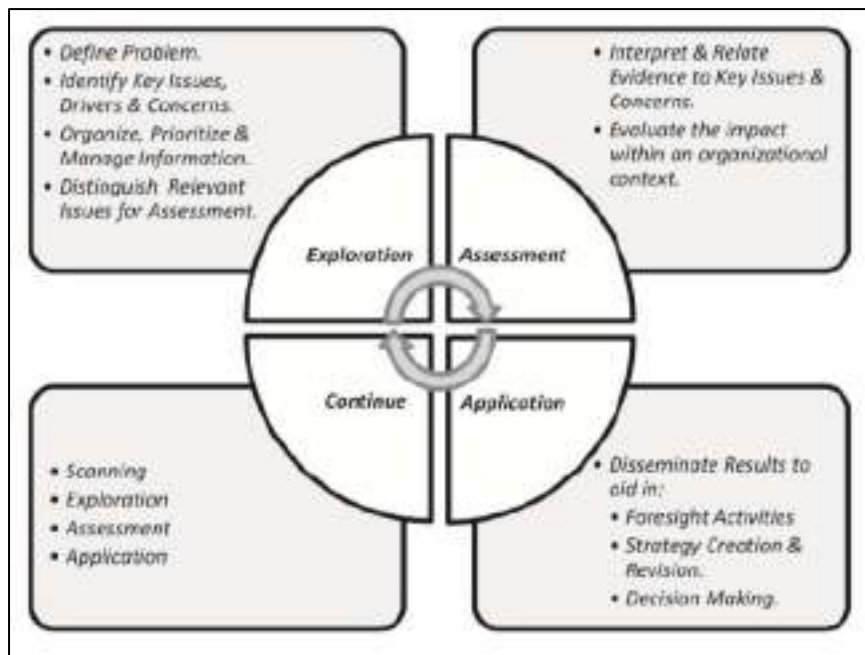 • Define Problem.
• Identify Key Issues,
Drivers & Concerns.
• Organize, Prioritize &
Manage Information.
• Distinguish Relevant
Issues for Assessment.
• Interpret & Relate
Evidence to Key Issues &
Concerns.
• Evaluate the impact
within an organizational
context.
Exploration
Assessment
Continue
Application
• Scanning
• Exploration
• Assessment
• Application
• Disseminate Results to
aid in:
• Foresight Activities
• Strategy Creation &
Revision.
• Decision Making.